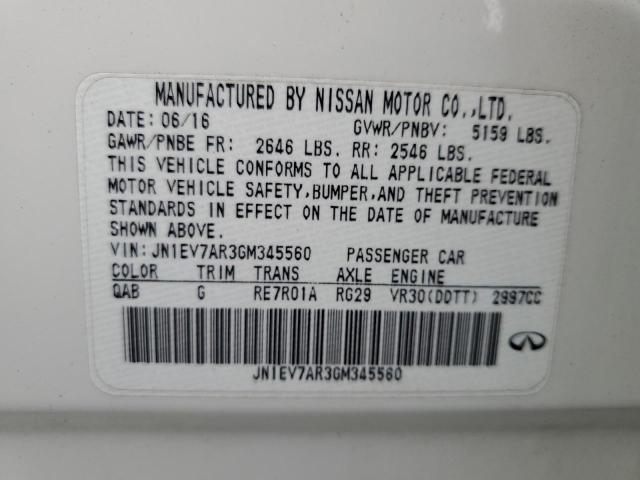 MANUFACTURED BY NISSAN MOTOR CO.,LTD.
DATE: 06/16 GVWR/PNBV: 5159 LBS.
GAWR/PNBE FR: 2646 LBS. RR: 2546 LBS.
THIS VEHICLE CONFORMS TO ALL APPLICABLE FEDERAL
MOTOR VEHICLE SAFETY,BUMPER,AND THEFT PREVENTION
STANDARDS IN EFFECT ON THE DATE OF MANUFACTURE
SHOWN ABOVE.
VIN:JN1EV7AR3GM345560 PASSENGER CAR
COLOR TRIM TRANS AXLE ENGINE
QAB G RE7R01A RG29 VR30(DDTT) 2997CC
JN1EV7AR3GM345560